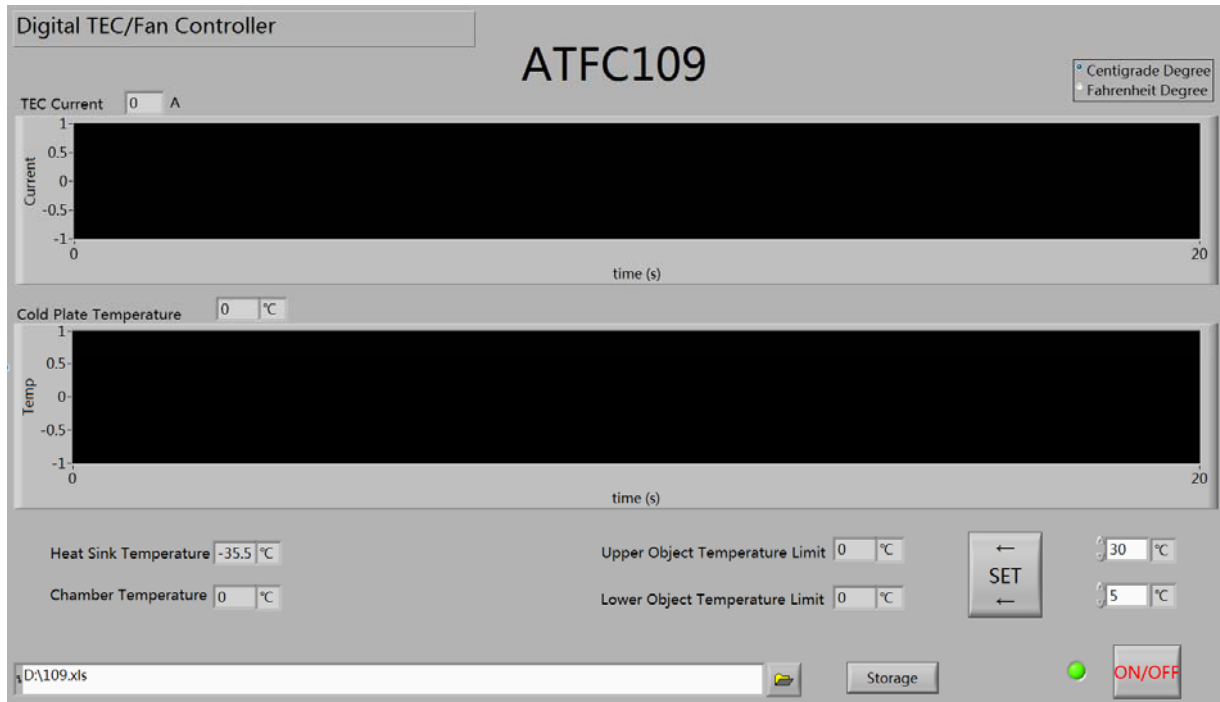 Digital TEC/Fan Controller
ATFC109
Centigrade Degree
Fahrenheit Degree
TEC Current 0 A
1
0.5
0
-0.5
-1
Current
0 20
time (s)
Cold Plate Temperature 0 ℃
1
0.5
0
-0.5
-1
Temp
0 20
time (s)
Heat Sink Temperature -35.5 ℃
Upper Object Temperature Limit 0 ℃
←
SET
←
30 ℃
Chamber Temperature 0 ℃
Lower Object Temperature Limit 0 ℃
5 ℃
D:\109.xls
Storage
ON/OFF